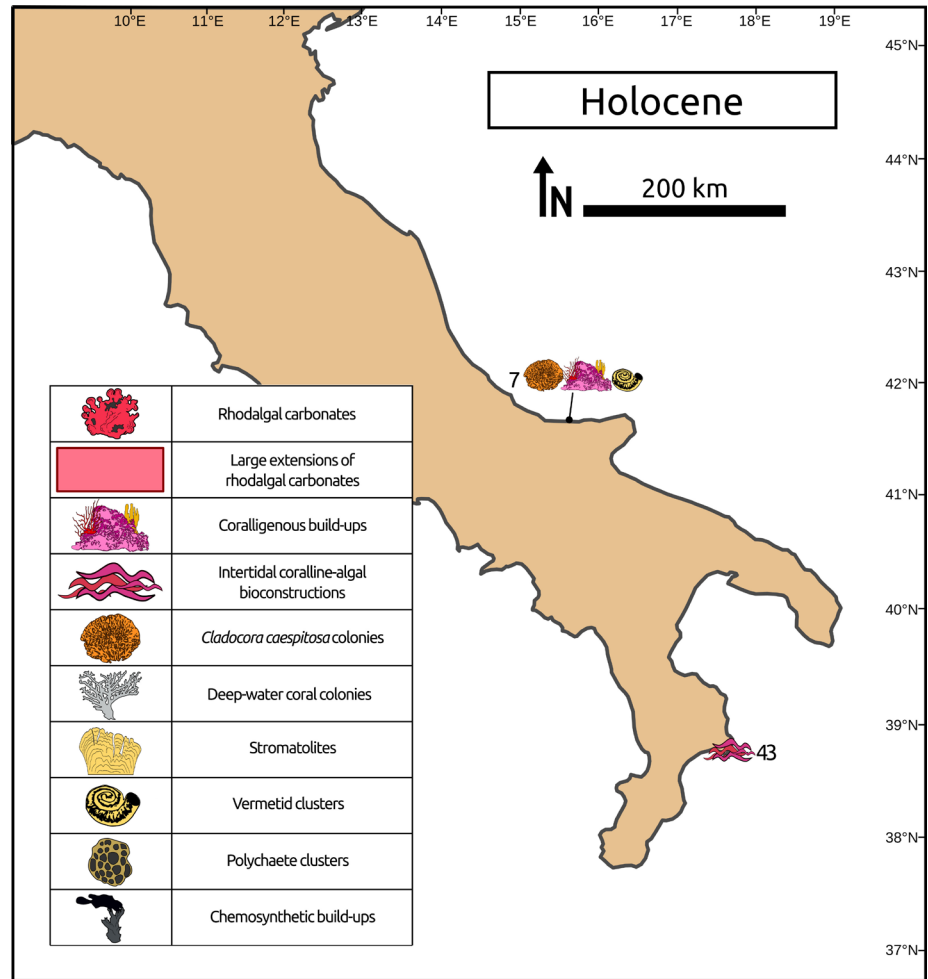 10°E 11°E 12°E 13°E 14°E 15°E 16°E 17°E 18°E 19°E
45°N
Holocene
44°N
N
200 km
43°N
42°N
7
Rhodalgal carbonates
Large extensions of
rhodalgal carbonates
41°N
Coralligenous build-ups
Intertidal coralline-algal
bioconstructions
40°N
Cladocora caespitosa colonies
Deep-water coral colonies
39°N
Stromatolites
43
Vermetid clusters
38°N
Polychaete clusters
Chemosynthetic build-ups
37°N